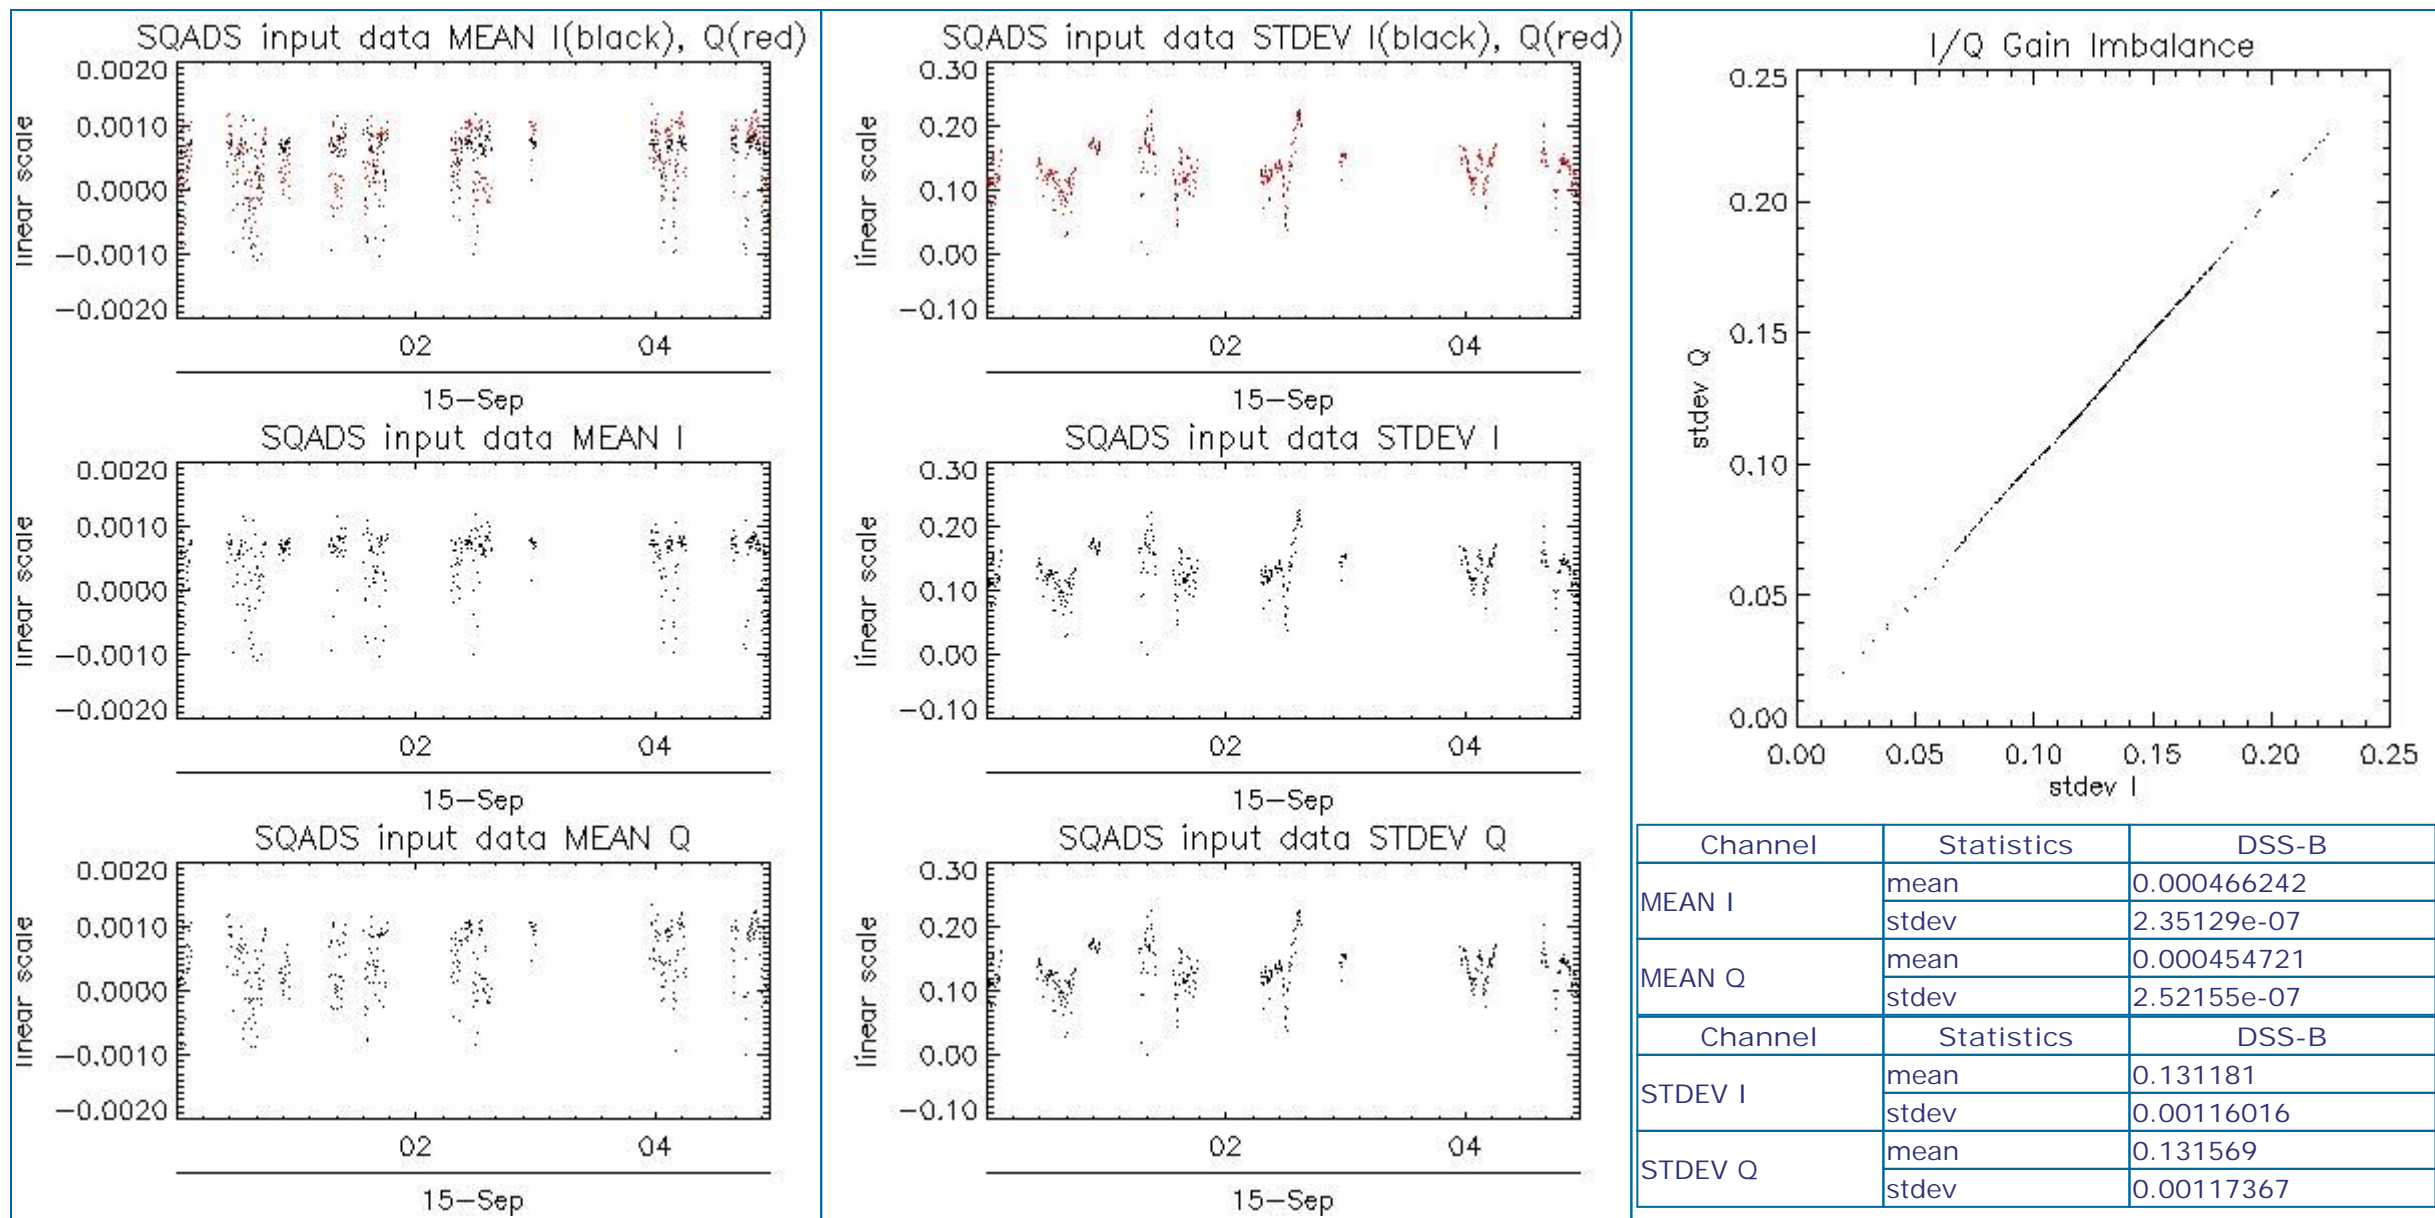 SQADS input data MEAN I(black), Q(red)
linear scale
0.0020
0.0010
0.0000
−0.0010
−0.0020
02 04
15−Sep
SQADS input data MEAN I
linear scale
0.0020
0.0010
0.0000
−0.0010
−0.0020
02 04
15−Sep
SQADS input data MEAN Q
linear scale
0.0020
0.0010
0.0000
−0.0010
−0.0020
02 04
15−Sep
SQADS input data STDEV I(black), Q(red)
linear scale
0.30
0.20
0.10
0.00
−0.10
02 04
15−Sep
SQADS input data STDEV I
linear scale
0.30
0.20
0.10
0.00
−0.10
02 04
15−Sep
SQADS input data STDEV Q
linear scale
0.30
0.20
0.10
0.00
−0.10
02 04
15−Sep
I/Q Gain Imbalance
stdev Q
0.25
0.20
0.15
0.10
0.05
0.00
0.00 0.05 0.10 0.15 0.20 0.25
stdev I
Channel Statistics DSS-B
MEAN I
mean 0.000466242
stdev 2.35129e-07
MEAN Q
mean 0.000454721
stdev 2.52155e-07
Channel Statistics DSS-B
STDEV I
mean 0.131181
stdev 0.00116016
STDEV Q
mean 0.131569
stdev 0.00117367